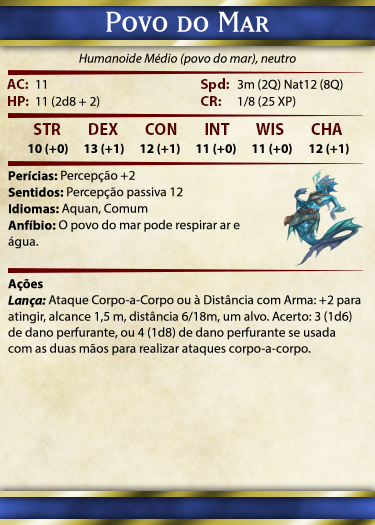 Povo do Mar
Humanoide Médio (povo do mar), neutro
AC: 11 Spd: 3m (2Q) Nat12 (8Q)
HP: 11 (2d8 + 2) CR: 1/8 (25 XP)
STR DEX CON INT WIS CHA
10 (+0) 13 (+1) 12 (+1) 11 (+0) 11 (+0) 12 (+1)
Perícias: Percepção +2
Sentidos: Percepção passiva 12
Idiomas: Aquan, Comum
Anfíbio: O povo do mar pode respirar ar e
água.
Ações
Lança: Ataque Corpo-a-Corpo ou à Distância com Arma: +2 para
atingir, alcance 1,5 m, distância 6/18m, um alvo. Acerto: 3 (1d6)
de dano perfurante, ou 4 (1d8) de dano perfurante se usada
com as duas mãos para realizar ataques corpo-a-corpo.